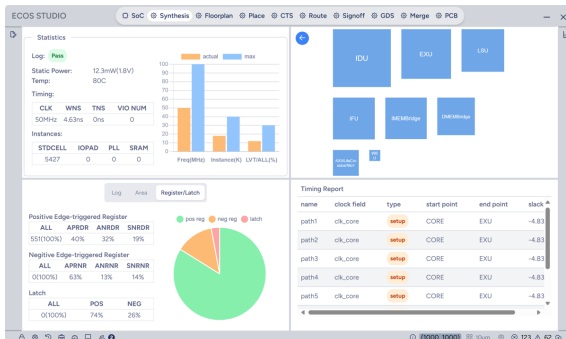 ECOS STUDIO
SoC Synthesis Floorplan Place CTS Route Signoff GDS Merge PCB
Statistics
Log: Pass
Static Power: 12.3mW(1.8V)
Temp: 80C
Timing:
CLK WNS TNS VIO NUM
50MHz 4.63ns 0ns 0
Instances:
STDCELL IOPAD PLL SRAM
5427 0 0 0
actual max
100
90
80
70
60
50
40
30
20
10
0
Freq(MHz) Instance(K) LVT/ALL(%)
IDU
EXU
LSU
IFU
IMEMBridge
DMEMBridge
Log Area Register/Latch
Positive Edge-triggered Register
ALL APRDR ANRDR SNRDR
551(100%) 40% 32% 19%
Negitive Edge-triggered Register
ALL APRNR ANRNR SNRNR
0(100%) 63% 13% 14%
Latch
ALL POS NEG
0(100%) 74% 26%
pos reg neg reg latch
Timing Report
name clock field type start point end point slack
path1 clk_core setup CORE EXU -4.83
path2 clk_core setup CORE EXU -4.83
path3 clk_core setup CORE EXU -4.83
path4 clk_core setup CORE EXU -4.83
path5 clk_core setup CORE EXU -4.83
(1000, 1000) 10um 123 62